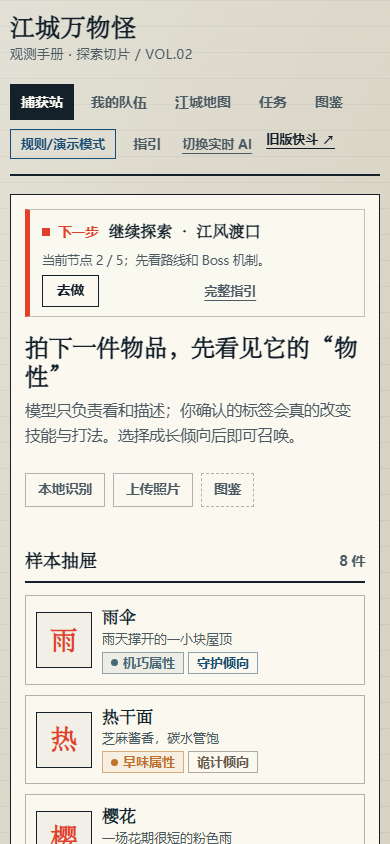 江城万物怪
观测手册 · 探索切片 / VOL.02
捕获站 我的队伍 江城地图 任务 图鉴
规则/演示模式 指引 切换实时 AI 旧版快斗 ↗
下一步 继续探索 · 江风渡口
当前节点 2 / 5；先看路线和 Boss 机制。
去做 完整指引
拍下一件物品，先看见它的“物
性”
模型只负责看和描述；你确认的标签会真的改变
技能与打法。选择成长倾向后即可召唤。
本地识别 上传照片 图鉴
样本抽屉 8 件
雨 雨伞
雨天撑开的一小块屋顶
机巧属性 守护倾向
热 热干面
芝麻酱香，碳水管饱
早味属性 诡计倾向
樱 樱花
一场花期很短的粉色雨